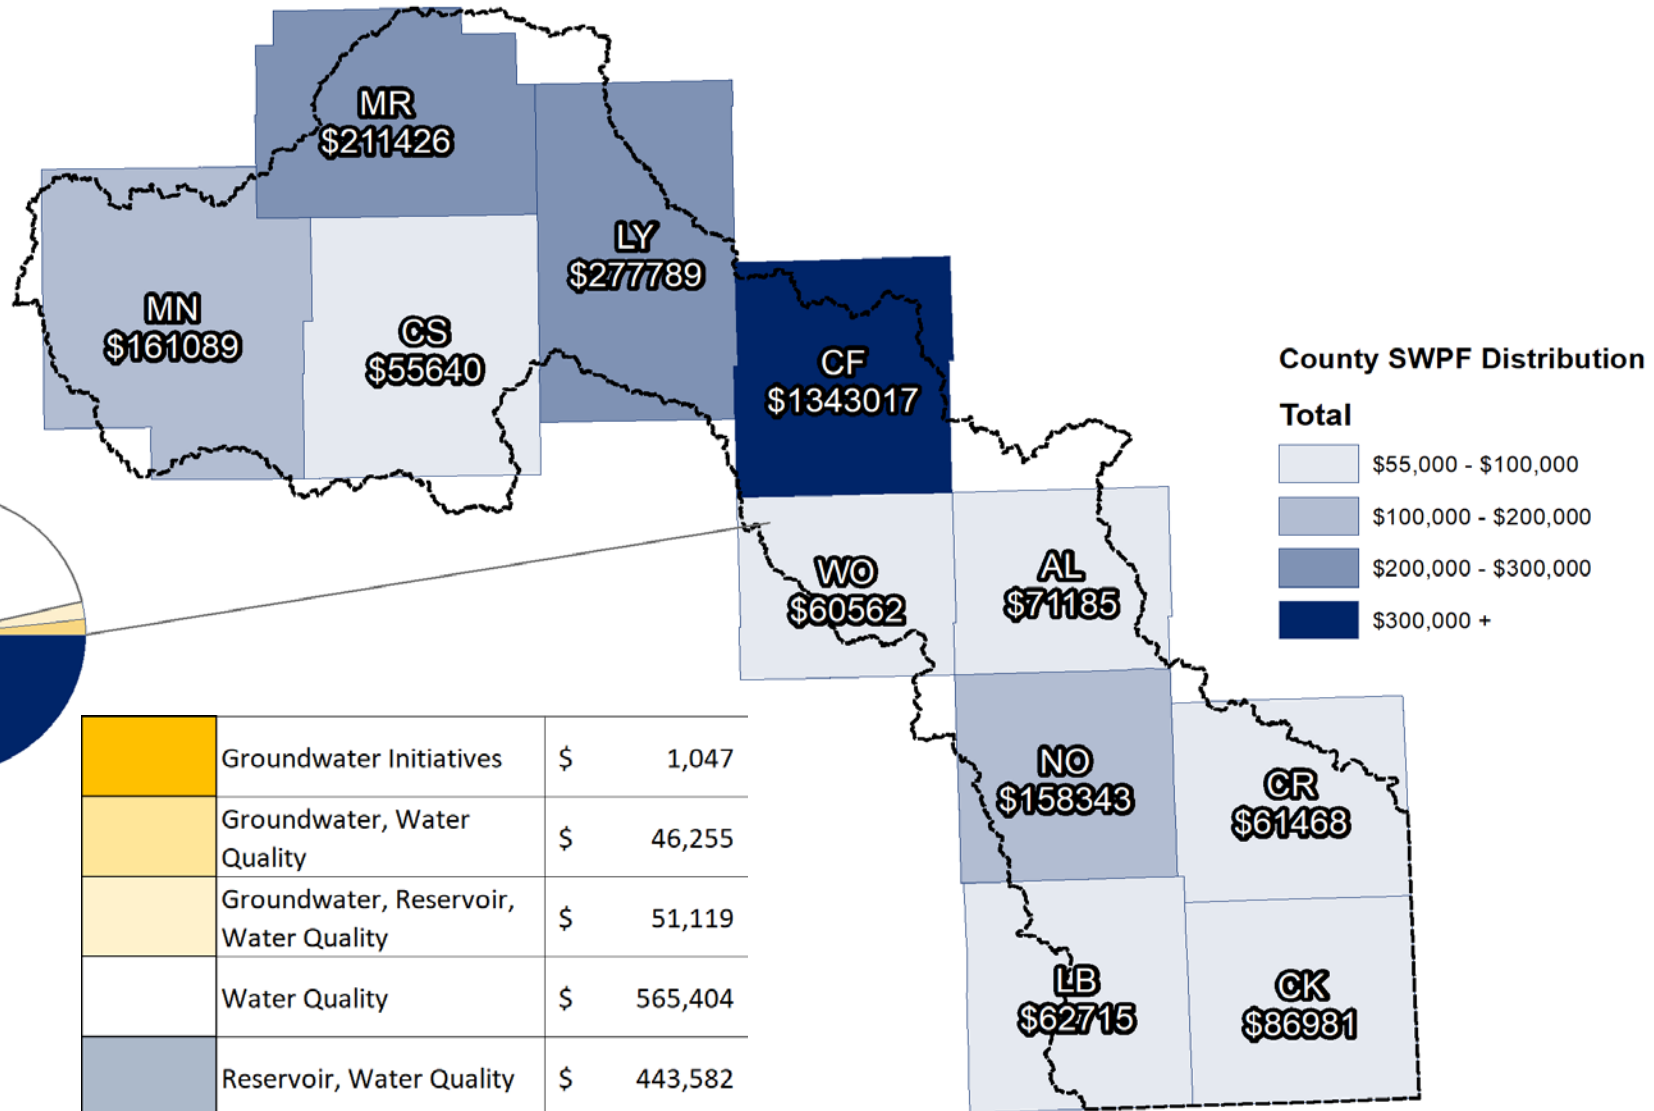 MR
$211426
LY
$277789
MN
$161089
CS
$55640
CF
$1343017
County SWPF Distribution
Total
$55,000 - $100,000
$100,000 - $200,000
$200,000 - $300,000
$300,000 +
WO
$60562
AL
$71185
NO
$158343
CR
$61468
LB
$62715
CK
$86981
Groundwater Initiatives $ 1,047
Groundwater, Water
Quality $ 46,255
Groundwater, Reservoir,
Water Quality $ 51,119
Water Quality $ 565,404
Reservoir, Water Quality $ 443,582